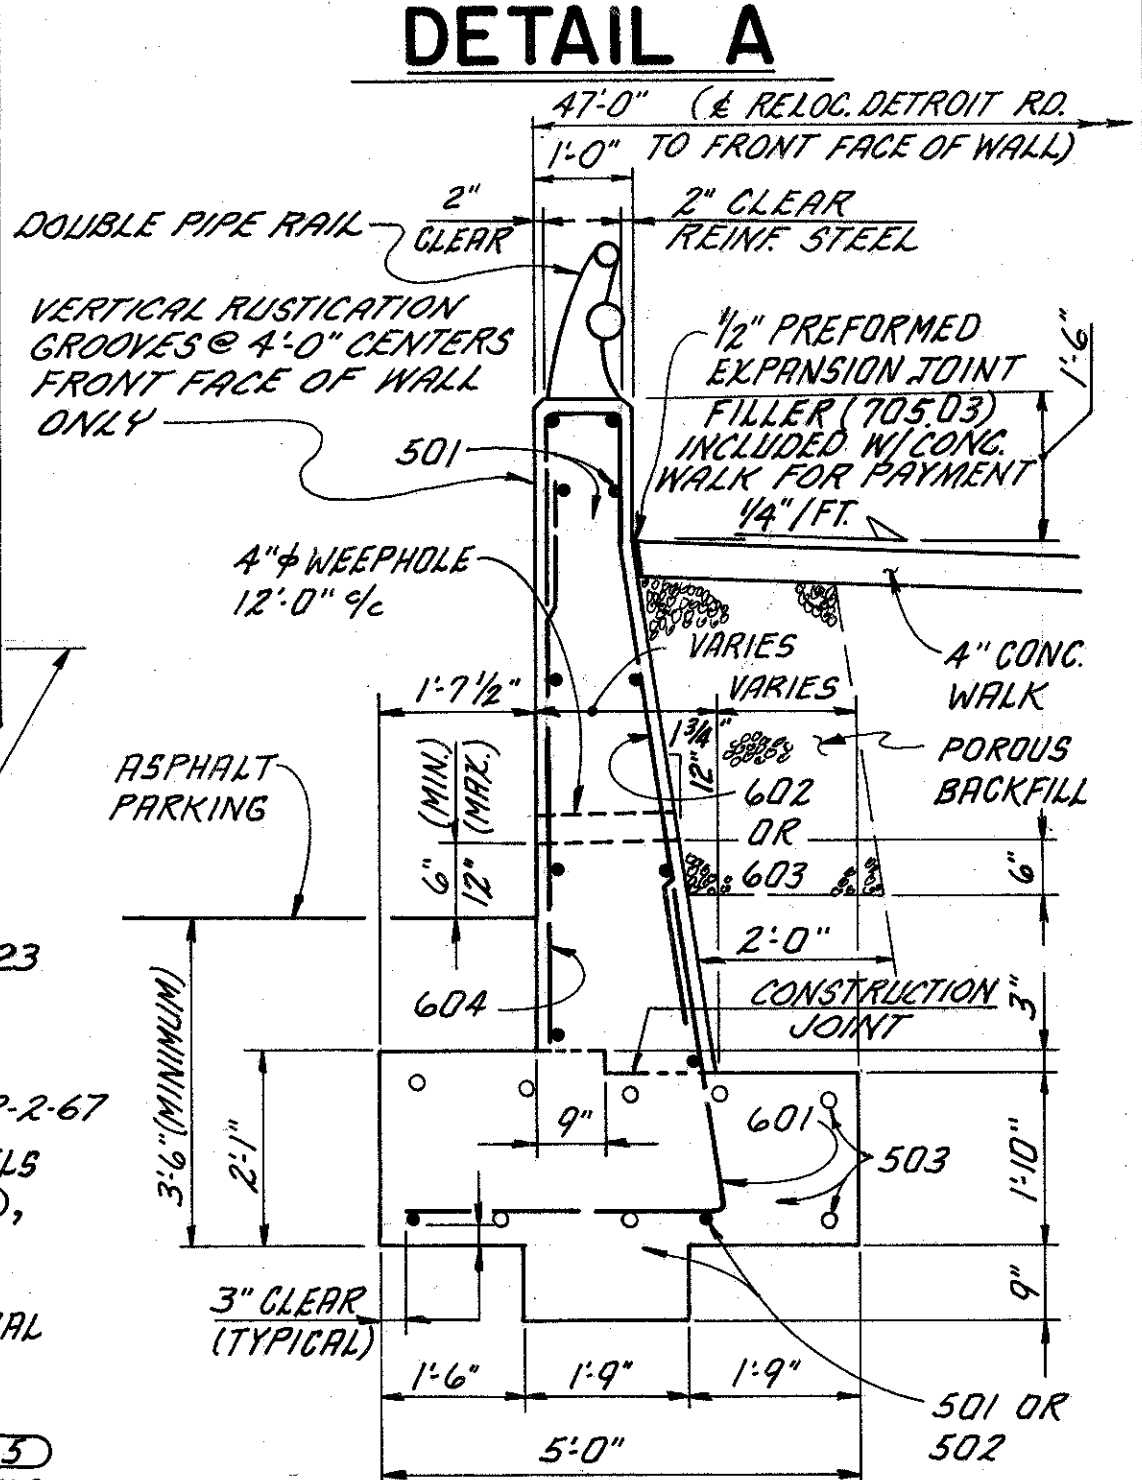 DETAIL A
47'-0" (℄ RELOC. DETROIT RD.
TO FRONT FACE OF WALL)
1'-0"
2"
CLEAR
2" CLEAR
REINF. STEEL
DOUBLE PIPE RAIL
VERTICAL RUSTICATION
GROOVES @ 4'-0" CENTERS
FRONT FACE OF WALL
ONLY
1/2" PREFORMED
EXPANSION JOINT
FILLER (705.03)
INCLUDED W/ CONC.
WALK FOR PAYMENT
1'-6"
501
1/4"/FT.
4"φ WEEPHOLE
12'-0" c/c
VARIES
VARIES
4" CONC.
WALK
1'-7 1/2"
1 3/4"
12"
POROUS
BACKFILL
ASPHALT
PARKING
6" (MIN.)
12" (MAX.)
602
OR
603
6"
2'-0"
23
604
CONSTRUCTION
JOINT
3"
3'-6" (MINIMUM)
2'-1"
P-2-67
LS
),
9"
601
503
1'-10"
9"
3" CLEAR
(TYPICAL)
AL
1'-6"
1'-9"
1'-9"
501 OR
502
5'-0"
5